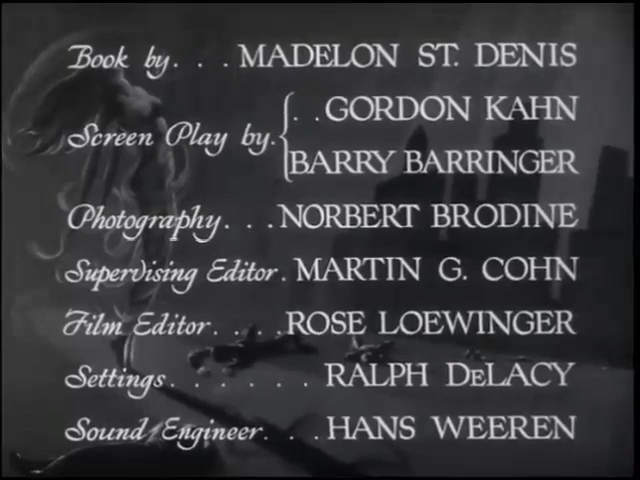 Book by. . . MADELON ST. DENIS
Screen Play by. { . . GORDON KAHN
BARRY BARRINGER
Photography. . . NORBERT BRODINE
Supervising Editor. MARTIN G. COHN
Film Editor. . . . ROSE LOEWINGER
Settings. . . . . . RALPH DeLACY
Sound Engineer. . . HANS WEEREN